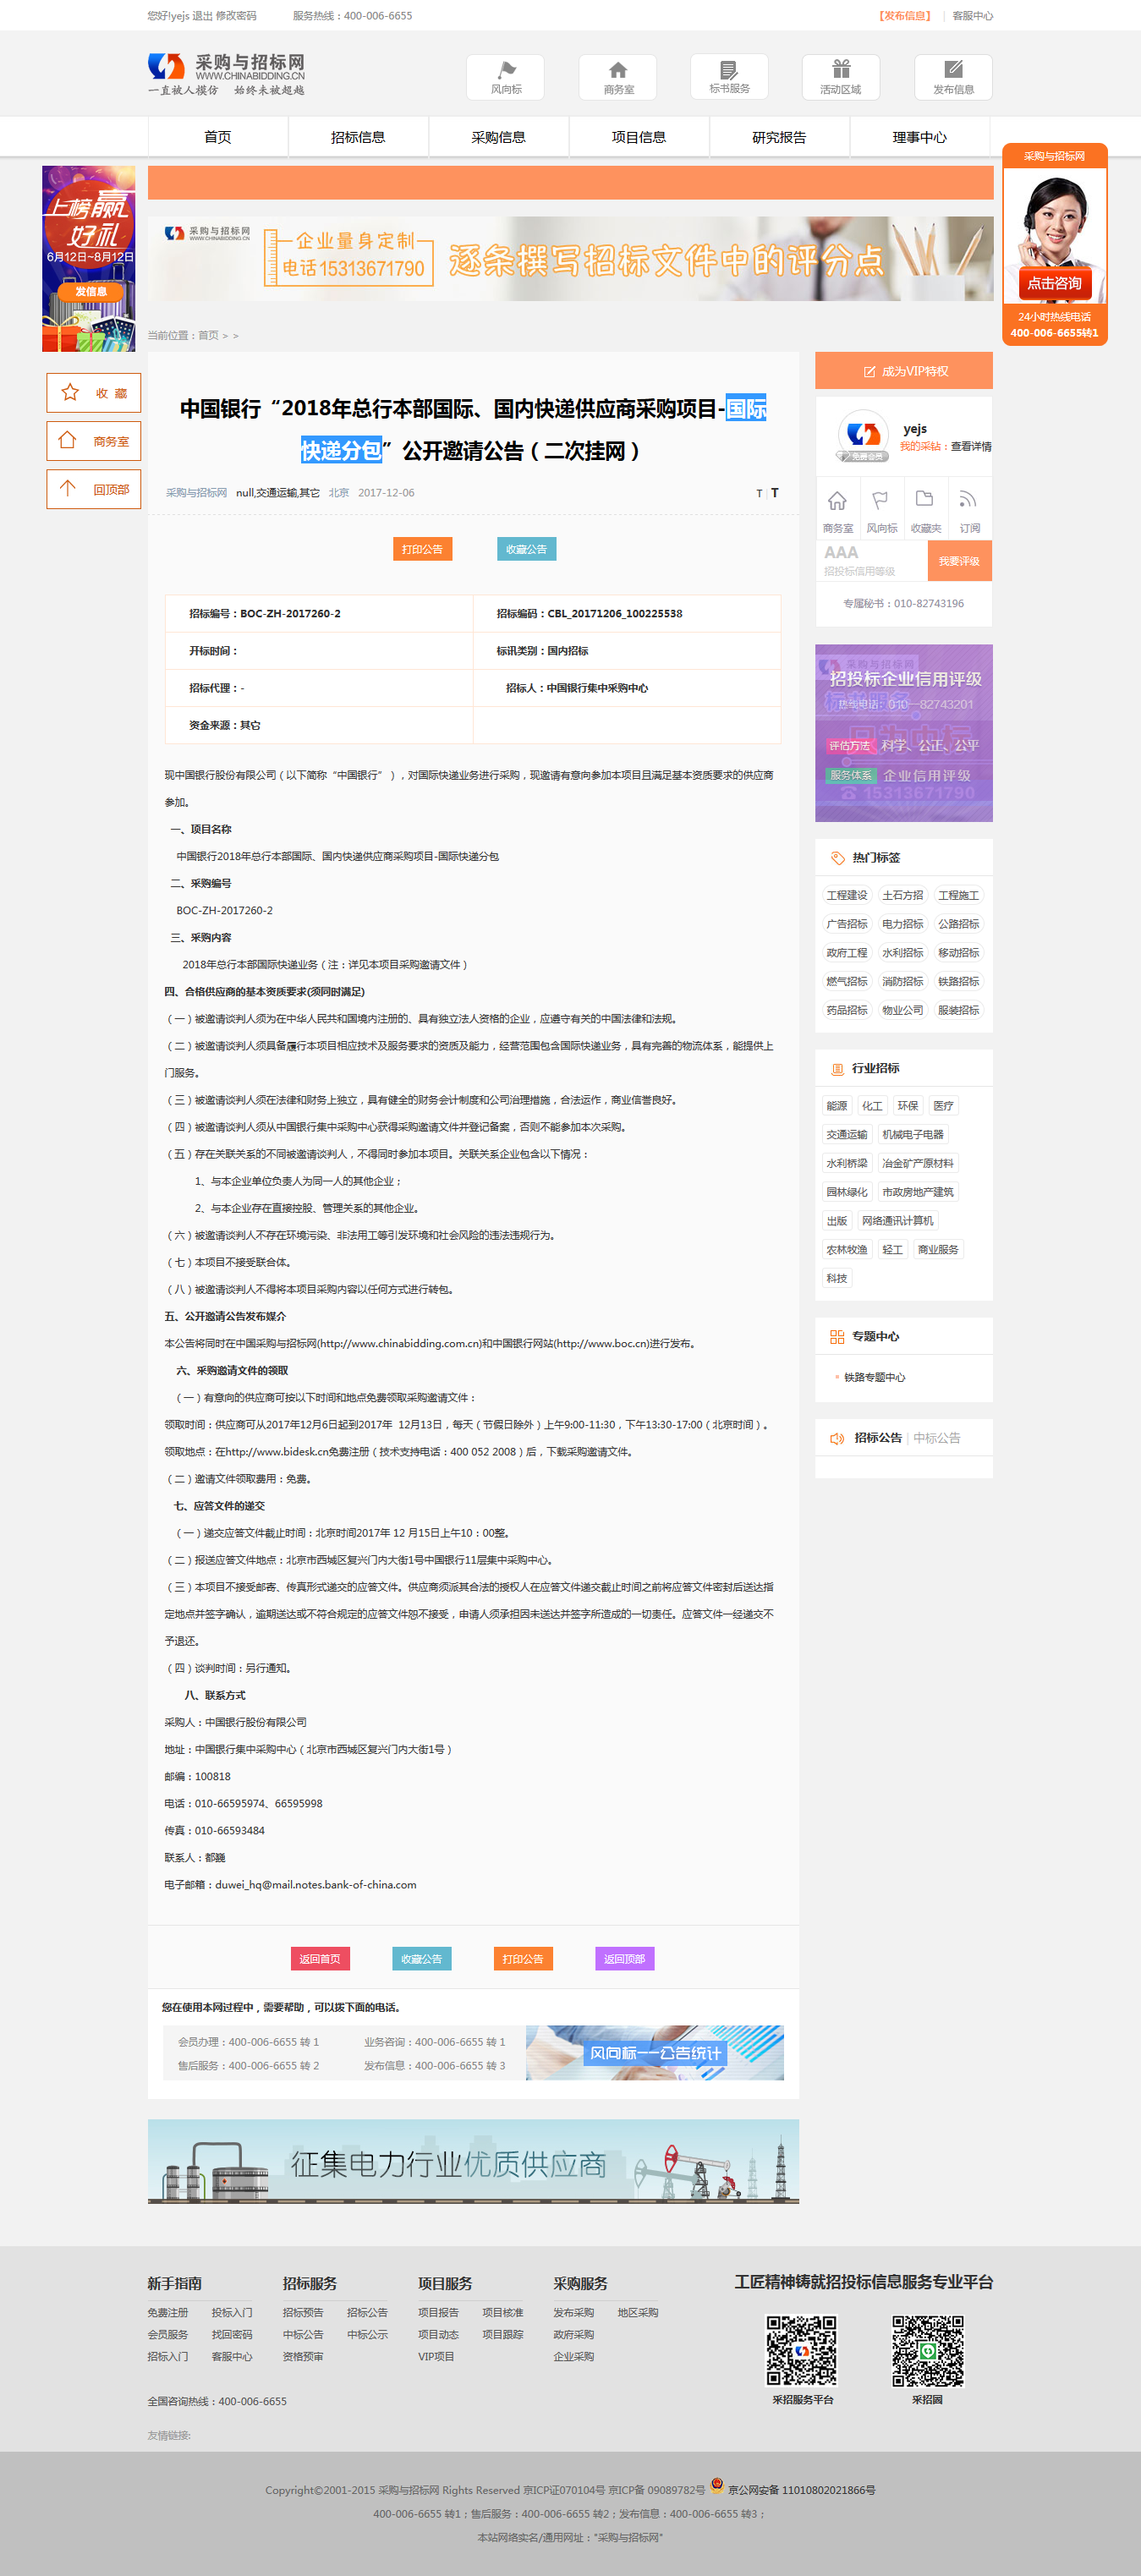 您好!yejs 退出 修改密码 服务热线：400-006-6655 [发布信息] | 客服中心
采购与招标网
WWW.CHINABIDDING.CN
一直被人模仿 始终未被超越
风向标 商务室 标书服务 活动区域 发布信息
首页 招标信息 采购信息 项目信息 研究报告 理事中心
上榜赢
好礼
6月12日~8月12日
发信息
收 藏
商务室
回顶部
采购与招标网
点击咨询
24小时热线电话
400-006-6655转1
采购与招标网
WWW.CHINABIDDING.CN
企业量身定制
电话15313671790
逐条撰写招标文件中的评分点
当前位置：首页 > >
中国银行“2018年总行本部国际、国内快递供应商采购项目-国际
快递分包”公开邀请公告（二次挂网）
采购与招标网 null,交通运输,其它 北京 2017-12-06 T | T
打印公告 收藏公告
招标编号：BOC-ZH-2017260-2 招标编码：CBL_20171206_100225538
开标时间： 标讯类别：国内招标
招标代理：- 招标人：中国银行集中采购中心
资金来源：其它
现中国银行股份有限公司（以下简称“中国银行”），对国际快递业务进行采购，现邀请有意向参加本项目且满足基本资质要求的供应商
参加。
一、项目名称
中国银行2018年总行本部国际、国内快递供应商采购项目-国际快递分包
二、采购编号
BOC-ZH-2017260-2
三、采购内容
2018年总行本部国际快递业务（注：详见本项目采购邀请文件）
四、合格供应商的基本资质要求(须同时满足)
（一）被邀请谈判人须为在中华人民共和国境内注册的、具有独立法人资格的企业，应遵守有关的中国法律和法规。
（二）被邀请谈判人须具备履行本项目相应技术及服务要求的资质及能力，经营范围包含国际快递业务，具有完善的物流体系，能提供上
门服务。
（三）被邀请谈判人须在法律和财务上独立，具有健全的财务会计制度和公司治理措施，合法运作，商业信誉良好。
（四）被邀请谈判人须从中国银行集中采购中心获得采购邀请文件并登记备案，否则不能参加本次采购。
（五）存在关联关系的不同被邀请谈判人，不得同时参加本项目。关联关系企业包含以下情况：
1、与本企业单位负责人为同一人的其他企业；
2、与本企业存在直接控股、管理关系的其他企业。
（六）被邀请谈判人不存在环境污染、非法用工等引发环境和社会风险的违法违规行为。
（七）本项目不接受联合体。
（八）被邀请谈判人不得将本项目采购内容以任何方式进行转包。
五、公开邀请公告发布媒介
本公告将同时在中国采购与招标网(http://www.chinabidding.com.cn)和中国银行网站(http://www.boc.cn)进行发布。
六、采购邀请文件的领取
（一）有意向的供应商可按以下时间和地点免费领取采购邀请文件：
领取时间：供应商可从2017年12月6日起到2017年 12月13日，每天（节假日除外）上午9:00-11:30，下午13:30-17:00（北京时间）。
领取地点：在http://www.bidesk.cn免费注册（技术支持电话：400 052 2008）后，下载采购邀请文件。
（二）邀请文件领取费用：免费。
七、应答文件的递交
（一）递交应答文件截止时间：北京时间2017年 12 月15日上午10：00整。
（二）报送应答文件地点：北京市西城区复兴门内大街1号中国银行11层集中采购中心。
（三）本项目不接受邮寄、传真形式递交的应答文件。供应商须派其合法的授权人在应答文件递交截止时间之前将应答文件密封后送达指
定地点并签字确认，逾期送达或不符合规定的应答文件恕不接受，申请人须承担因未送达并签字所造成的一切责任。应答文件一经递交不
予退还。
（四）谈判时间：另行通知。
八、联系方式
采购人：中国银行股份有限公司
地址：中国银行集中采购中心（北京市西城区复兴门内大街1号）
邮编：100818
电话：010-66595974、66595998
传真：010-66593484
联系人：都巍
电子邮箱：duwei_hq@mail.notes.bank-of-china.com
返回首页 收藏公告 打印公告 返回顶部
您在使用本网过程中，需要帮助，可以拨下面的电话。
会员办理：400-006-6655 转 1 业务咨询：400-006-6655 转 1
售后服务：400-006-6655 转 2 发布信息：400-006-6655 转 3
风向标——公告统计
征集电力行业优质供应商
成为VIP特权
yejs
我的采钻：查看详情
免费会员
商务室 风向标 收藏夹 订阅
AAA
招投标信用等级
我要评级
专属秘书：010-82743196
采购与招标网
招投标企业信用评级
标书服务
热线电话：010—82743201
只为中标
评估方法 科学、公正、公平
服务体系 企业信用评级
15313671790
热门标签
工程建设 土石方招 工程施工
广告招标 电力招标 公路招标
政府工程 水利招标 移动招标
燃气招标 消防招标 铁路招标
药品招标 物业公司 服装招标
行业招标
能源 化工 环保 医疗
交通运输 机械电子电器
水利桥梁 冶金矿产原材料
园林绿化 市政房地产建筑
出版 网络通讯计算机
农林牧渔 轻工 商业服务
科技
专题中心
* 铁路专题中心
招标公告 | 中标公告
新手指南 招标服务 项目服务 采购服务 工匠精神铸就招投标信息服务专业平台
免费注册 投标入门 招标预告 招标公告 项目报告 项目核准 发布采购 地区采购
会员服务 找回密码 中标公告 中标公示 项目动态 项目跟踪 政府采购
招标入门 客服中心 资格预审 VIP项目 企业采购
采招服务平台 采招圆
全国咨询热线：400-006-6655
友情链接:
Copyright©2001-2015 采购与招标网 Rights Reserved 京ICP证070104号 京ICP备 09089782号 京公网安备 11010802021866号
400-006-6655 转1；售后服务：400-006-6655 转2；发布信息：400-006-6655 转3；
本站网络实名/通用网址："采购与招标网"